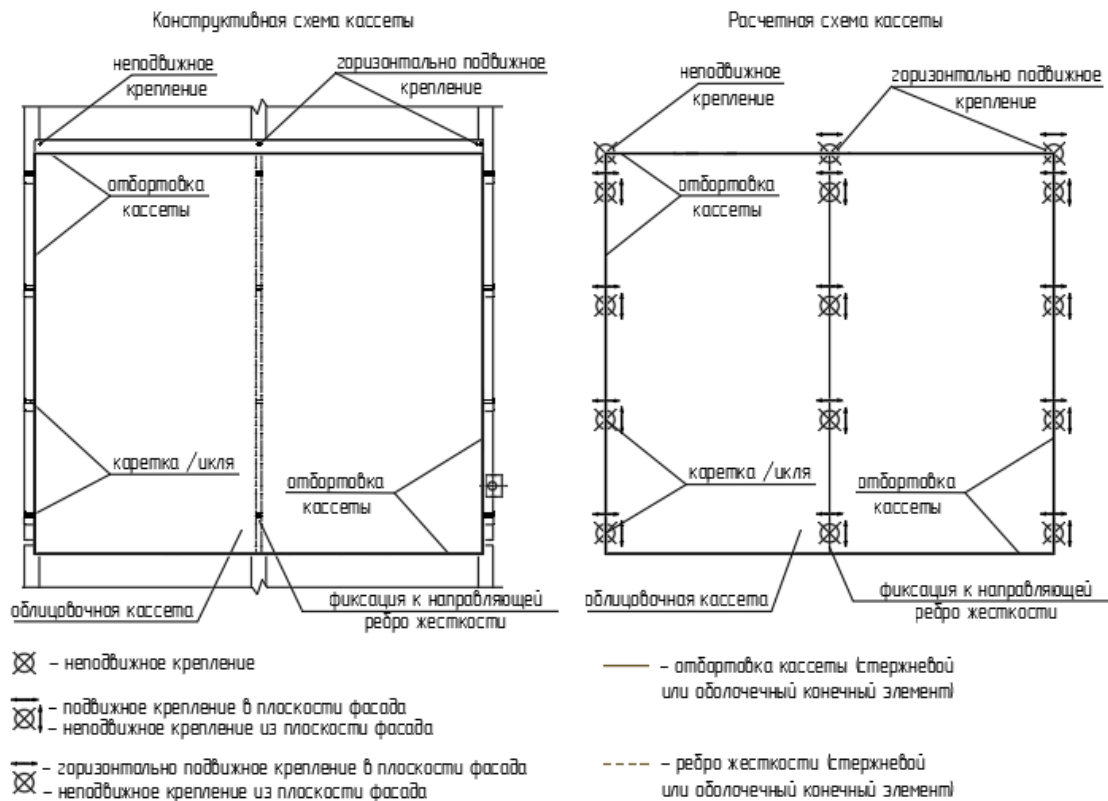 Конструктивная схема кассеты
Расчетная схема кассеты
неподвижное
крепление
горизонтально подвижное
крепление
отбортовка
кассеты
каретка /икля
отбортовка
кассеты
облицовочная кассета
фиксация к направляющей
ребро жесткости
неподвижное
крепление
горизонтально подвижное
крепление
отбортовка
кассеты
каретка /икля
отбортовка
кассеты
облицовочная кассета
фиксация к направляющей
ребро жесткости
– неподвижное крепление
– подвижное крепление в плоскости фасада
– неподвижное крепление из плоскости фасада
– горизонтально подвижное крепление в плоскости фасада
– неподвижное крепление из плоскости фасада
– отбортовка кассеты (стержневой
или оболочечный конечный элемент)
– ребро жесткости (стержневой
или оболочечный конечный элемент)